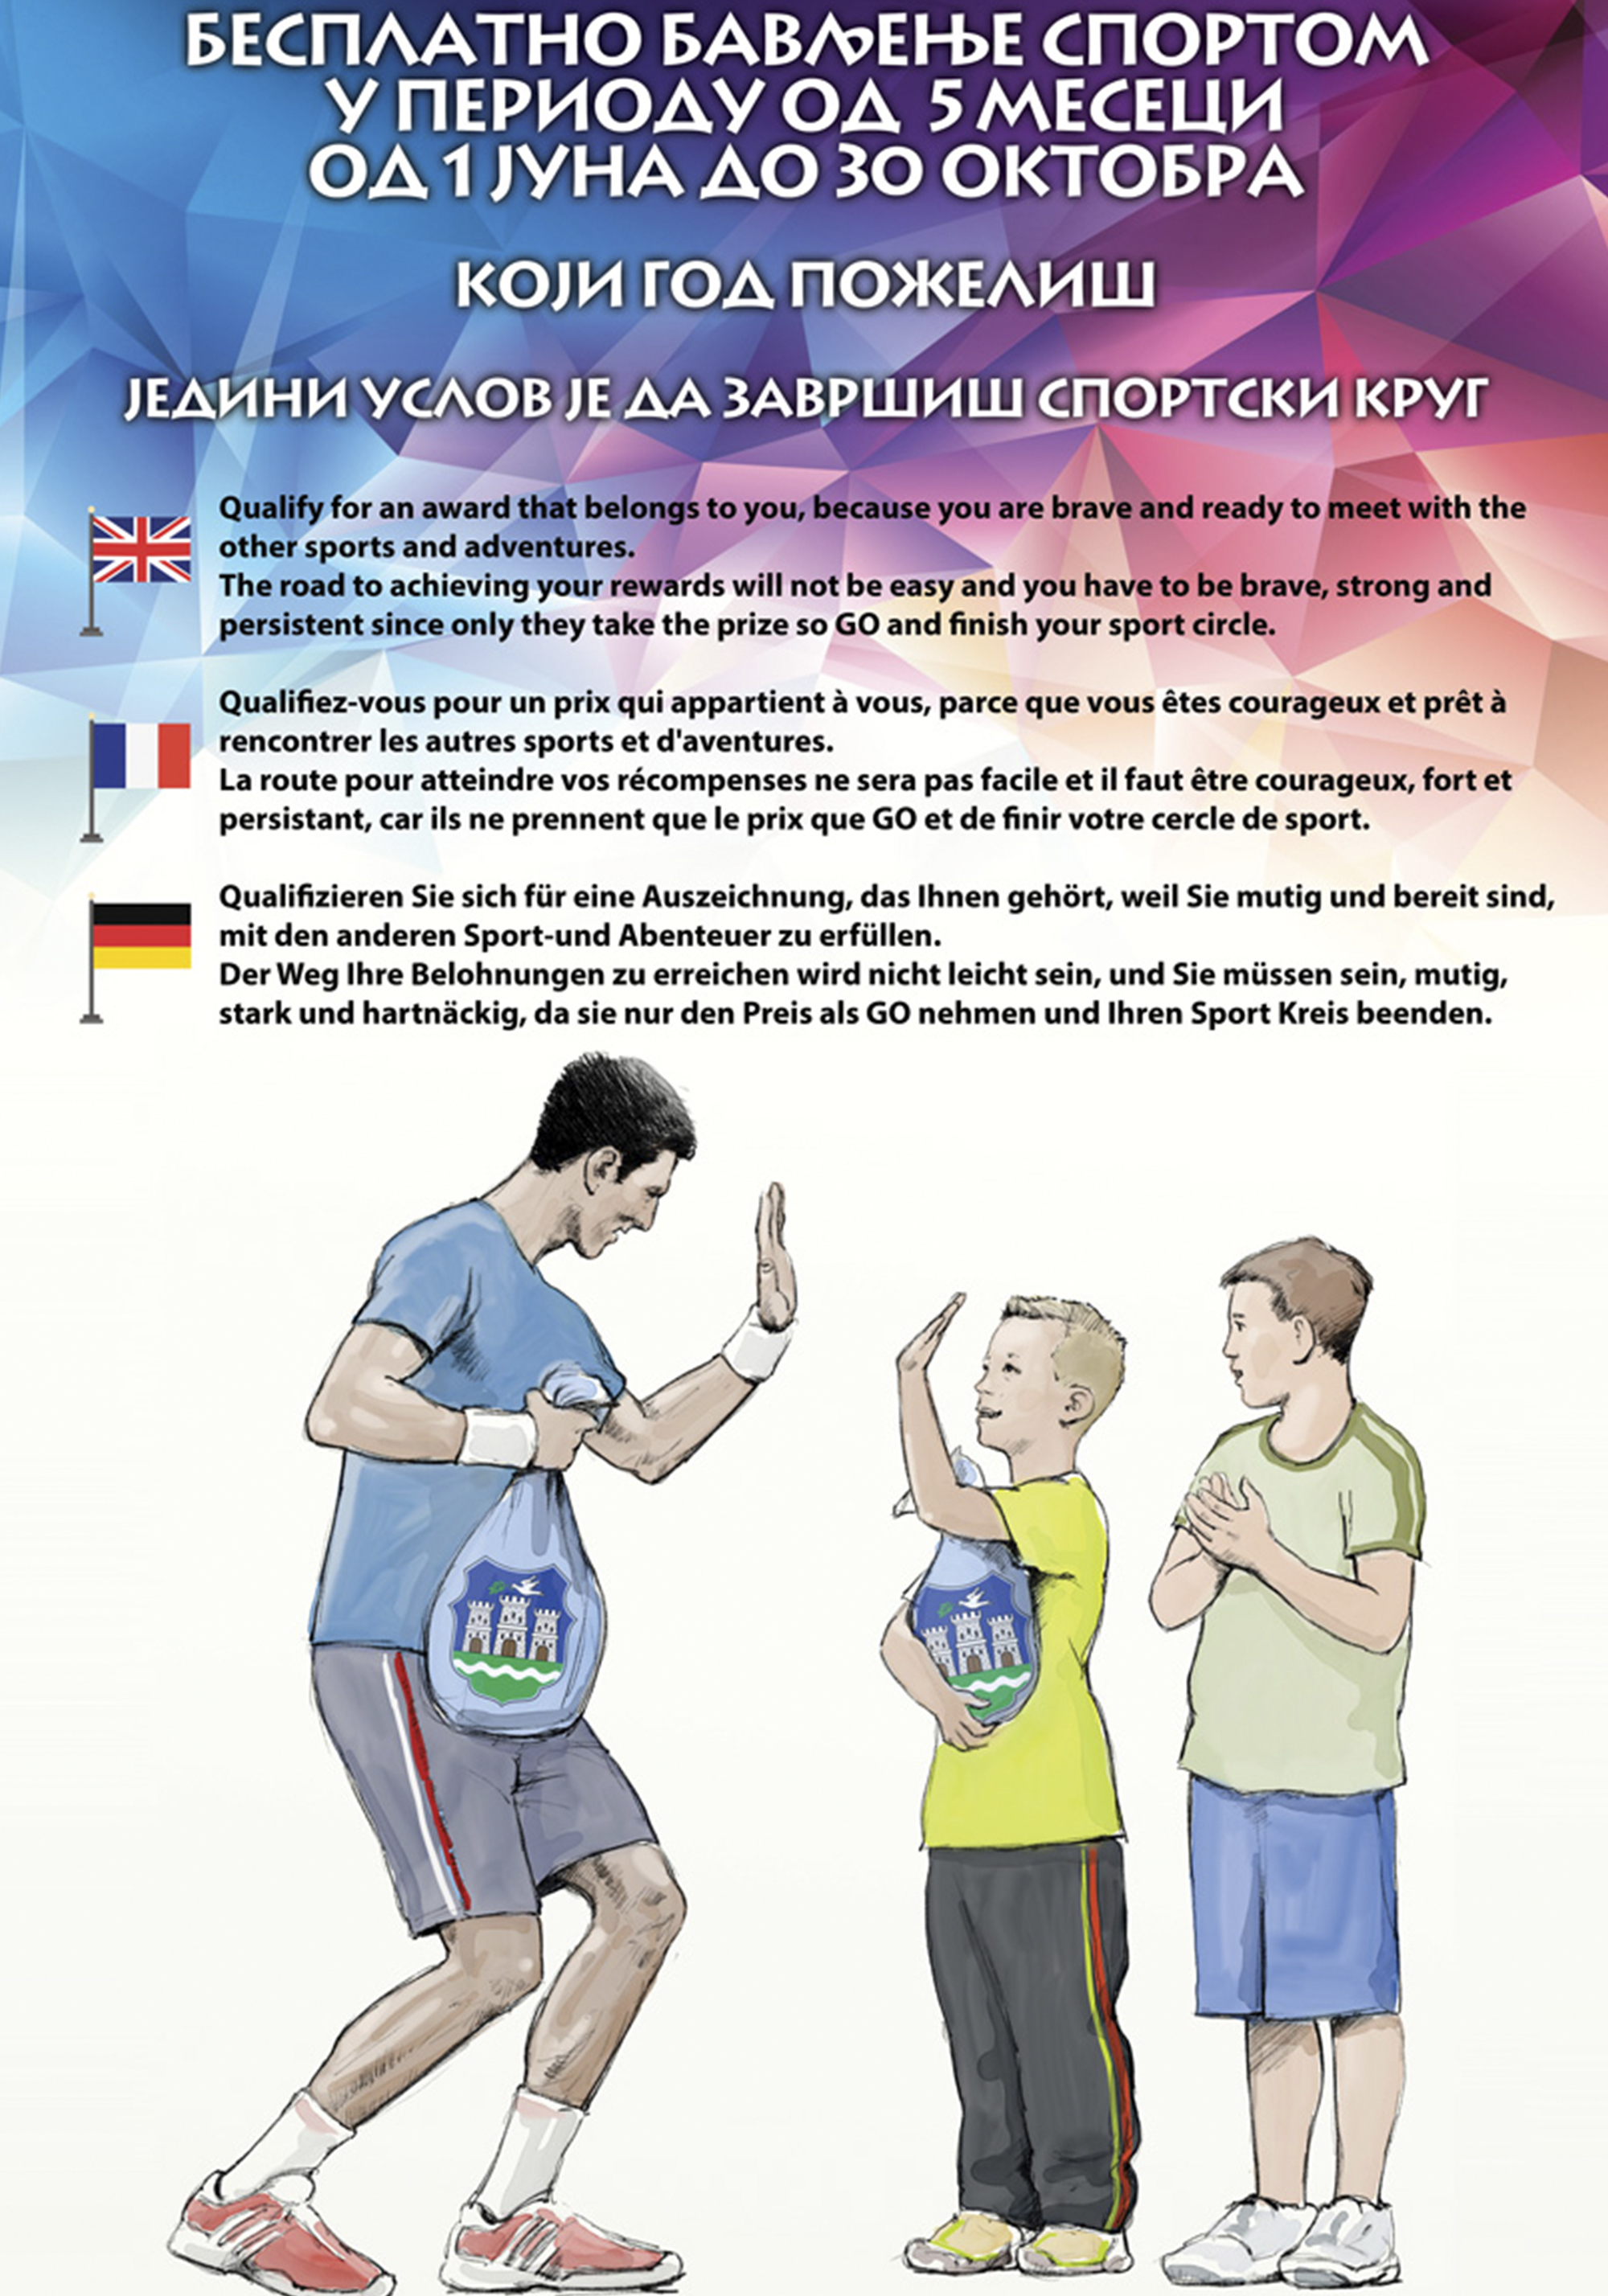 БЕСПЛАТНО БАВЉЕЊЕ СПОРТОМ
У ПЕРИОДУ ОД 5 МЕСЕЦИ
ОД 1 ЈУНА ДО 30 ОКТОБРА
КОЈИ ГОД ПОЖЕЛИШ
ЈЕДИНИ УСЛОВ ЈЕ ДА ЗАВРШИШ СПОРТСКИ КРУГ
Qualify for an award that belongs to you, because you are brave and ready to meet with the
other sports and adventures.
The road to achieving your rewards will not be easy and you have to be brave, strong and
persistent since only they take the prize so GO and finish your sport circle.
Qualifiez-vous pour un prix qui appartient à vous, parce que vous êtes courageux et prêt à
rencontrer les autres sports et d'aventures.
La route pour atteindre vos récompenses ne sera pas facile et il faut être courageux, fort et
persistant, car ils ne prennent que le prix que GO et de finir votre cercle de sport.
Qualifizieren Sie sich für eine Auszeichnung, das Ihnen gehört, weil Sie mutig und bereit sind,
mit den anderen Sport-und Abenteuer zu erfüllen.
Der Weg Ihre Belohnungen zu erreichen wird nicht leicht sein, und Sie müssen sein, mutig,
stark und hartnäckig, da sie nur den Preis als GO nehmen und Ihren Sport Kreis beenden.